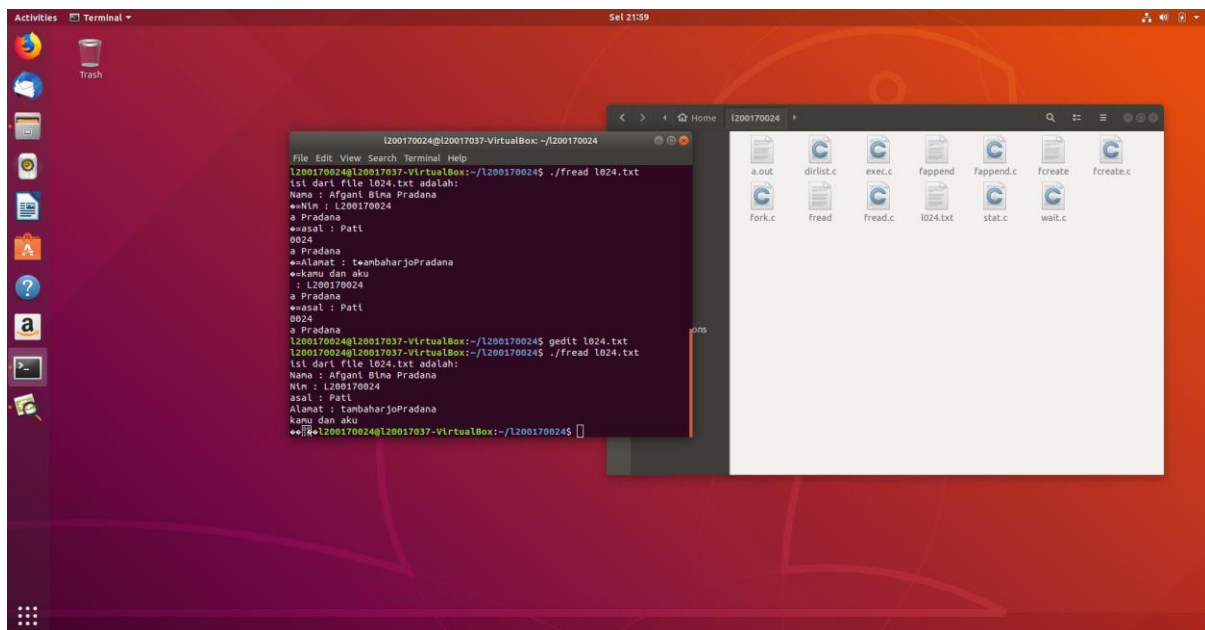 Activities Terminal Sel 21:59
Trash
Home l200170024
l200170024@l20017037-VirtualBox: ~/l200170024
File Edit View Search Terminal Help
l200170024@l20017037-VirtualBox:~/l200170024$ ./fread l024.txt
isi dari file l024.txt adalah:
Nama : Afgani Bima Pradana
�=Nim : L200170024
a Pradana
�=asal : Pati
0024
a Pradana
�=Alamat : t�ambaharjoPradana
�=kamu dan aku
: L200170024
a Pradana
�=asal : Pati
0024
a Pradana
l200170024@l20017037-VirtualBox:~/l200170024$ gedit l024.txt
l200170024@l20017037-VirtualBox:~/l200170024$ ./fread l024.txt
isi dari file l024.txt adalah:
Nama : Afgani Bima Pradana
Nim : L200170024
asal : Pati
Alamat : tambaharjoPradana
kamu dan aku
l200170024@l20017037-VirtualBox:~/l200170024$
a.out dirlist.c exec.c fappend fappend.c fcreate fcreate.c
fork.c fread fread.c l024.txt stat.c wait.c
ons